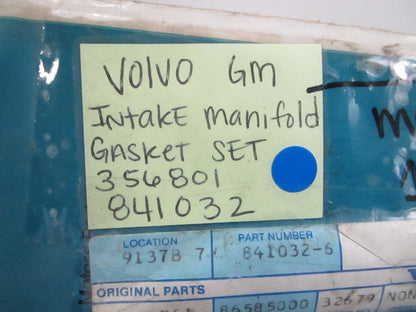 VOLVO GM
INTAKE manifold
GASKET SET
356801
841032
LOCATION PART NUMBER
9137B 7 841032-6
ORIGINAL PARTS
86585000 32679 NON